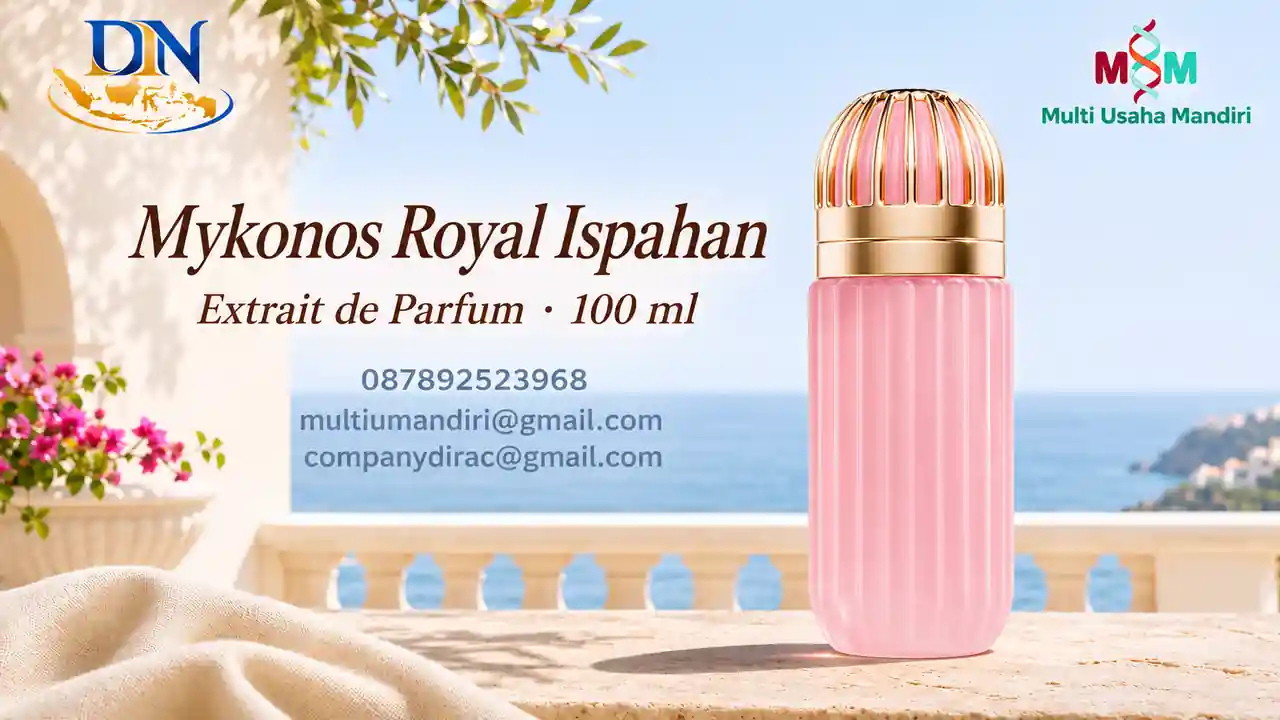 DN
MSM
Multi Usaha Mandiri
Mykonos Royal Ispahan
Extrait de Parfum · 100 ml
087892523968
multiumandiri@gmail.com
companydirac@gmail.com